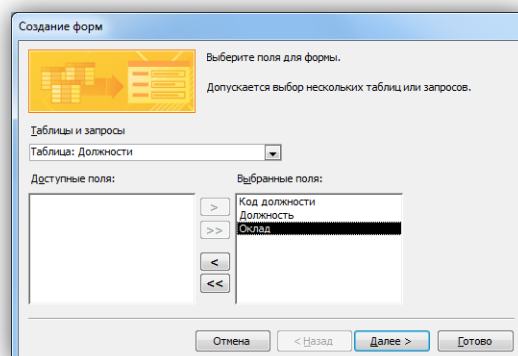 Создание форм
Выберите поля для формы.
Допускается выбор нескольких таблиц или запросов.
Таблицы и запросы
Таблица: Должности
Доступные поля:
Выбранные поля:
Код должности
Должность
Оклад
>
>>
<
<<
Отмена
< Назад
Далее >
Готово